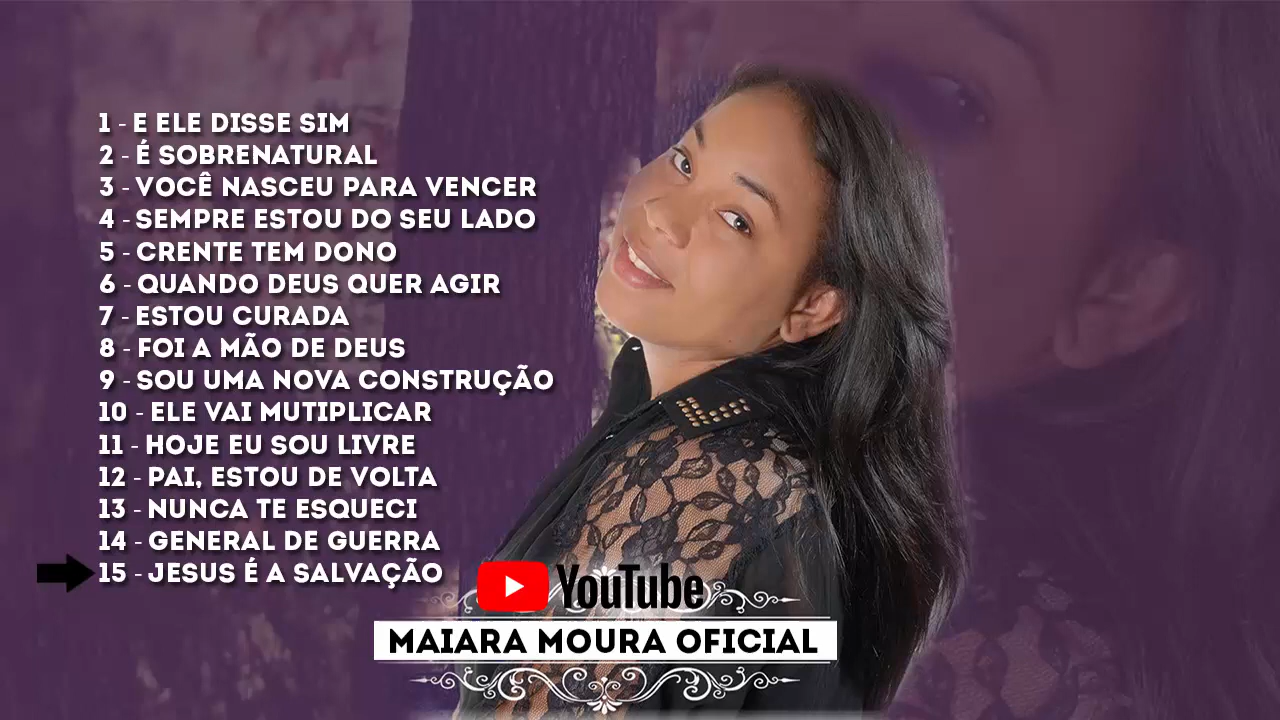 1 - E ELE DISSE SIM
2 - É SOBRENATURAL
3 - VOCÊ NASCEU PARA VENCER
4 - SEMPRE ESTOU DO SEU LADO
5 - CRENTE TEM DONO
6 - QUANDO DEUS QUER AGIR
7 - ESTOU CURADA
8 - FOI A MÃO DE DEUS
9 - SOU UMA NOVA CONSTRUÇÃO
10 - ELE VAI MUTIPLICAR
11 - HOJE EU SOU LIVRE
12 - PAI, ESTOU DE VOLTA
13 - NUNCA TE ESQUECI
14 - GENERAL DE GUERRA
15 - JESUS É A SALVAÇÃO
YouTube
MAIARA MOURA OFICIAL